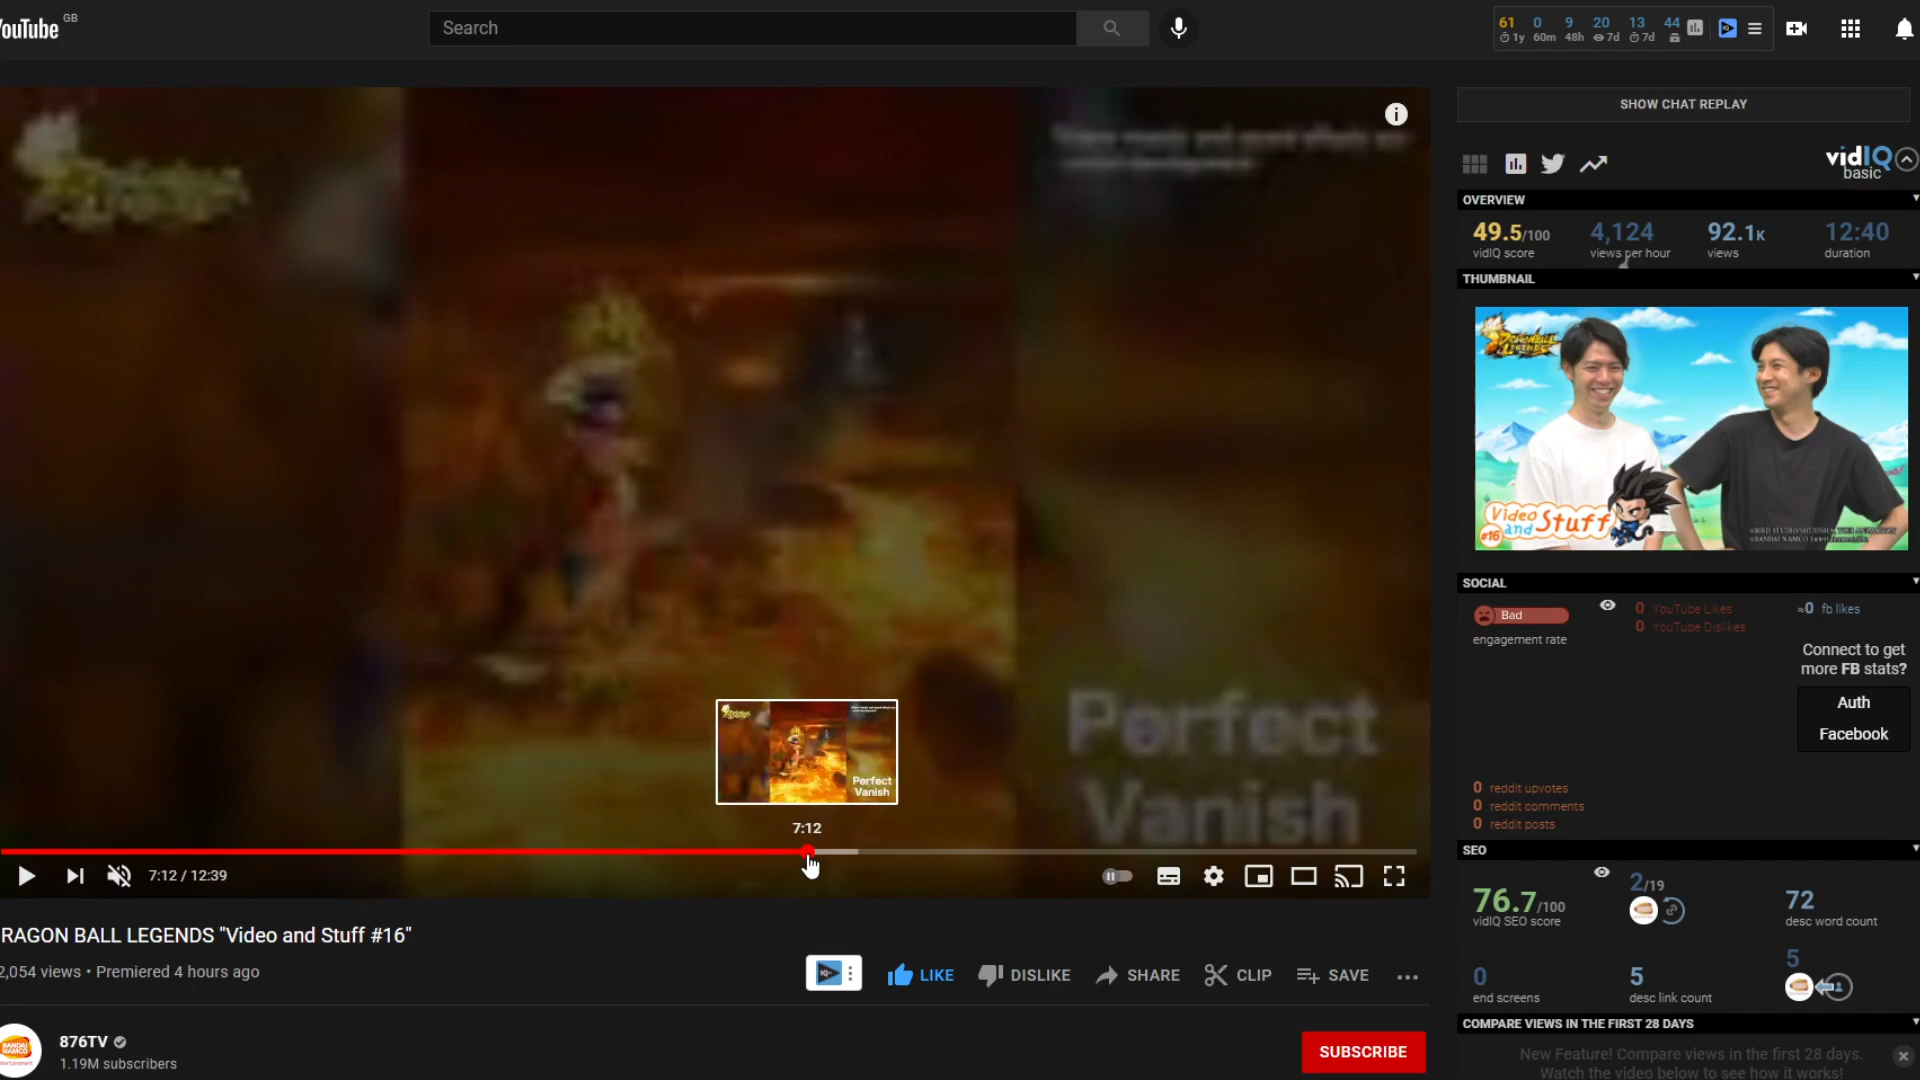 ouTube GB
Search
61 0 9 20 13 44
1y 60m 48h 7d 7d
SHOW CHAT REPLAY
vidIQ
basic
OVERVIEW
49.5/100 4,124 92.1K 12:40
vidIQ score views per hour views duration
THUMBNAIL
DRAGON BALL
LEGENDS
Video
and Stuff
#16
SOCIAL
Bad
engagement rate
0 YouTube Likes
0 YouTube Dislikes
≈0 fb likes
Connect to get
more FB stats?
Auth
Facebook
0 reddit upvotes
0 reddit comments
0 reddit posts
SEO
76.7/100
vidIQ SEO score
2/19
72
desc word count
0
end screens
5
desc link count
5
COMPARE VIEWS IN THE FIRST 28 DAYS
New Feature! Compare views in the first 28 days.
Watch the video below to see how it works!
Perfect
Vanish
Perfect
Vanish
7:12
7:12 / 12:39
RAGON BALL LEGENDS "Video and Stuff #16"
2,054 views • Premiered 4 hours ago
LIKE DISLIKE SHARE CLIP SAVE
BANDAI
NAMCO
876TV
1.19M subscribers
SUBSCRIBE